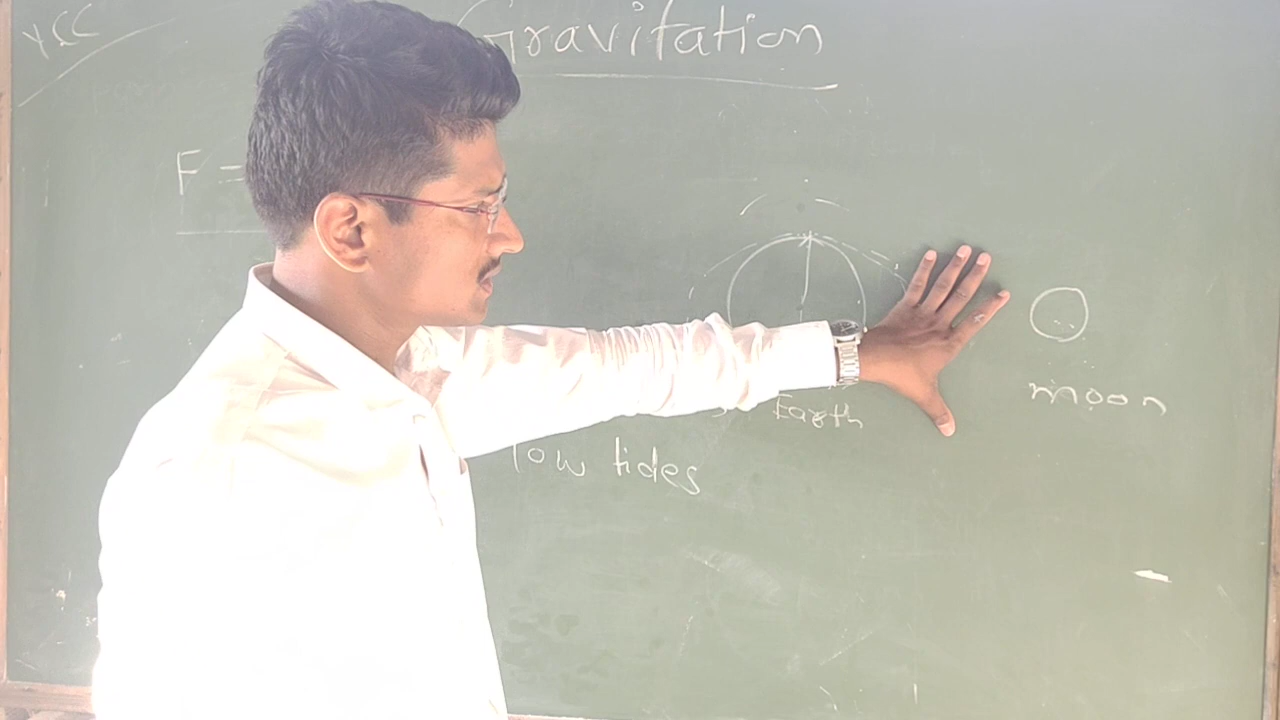 YCC
Gravitation
F =
Earth
moon
low tides